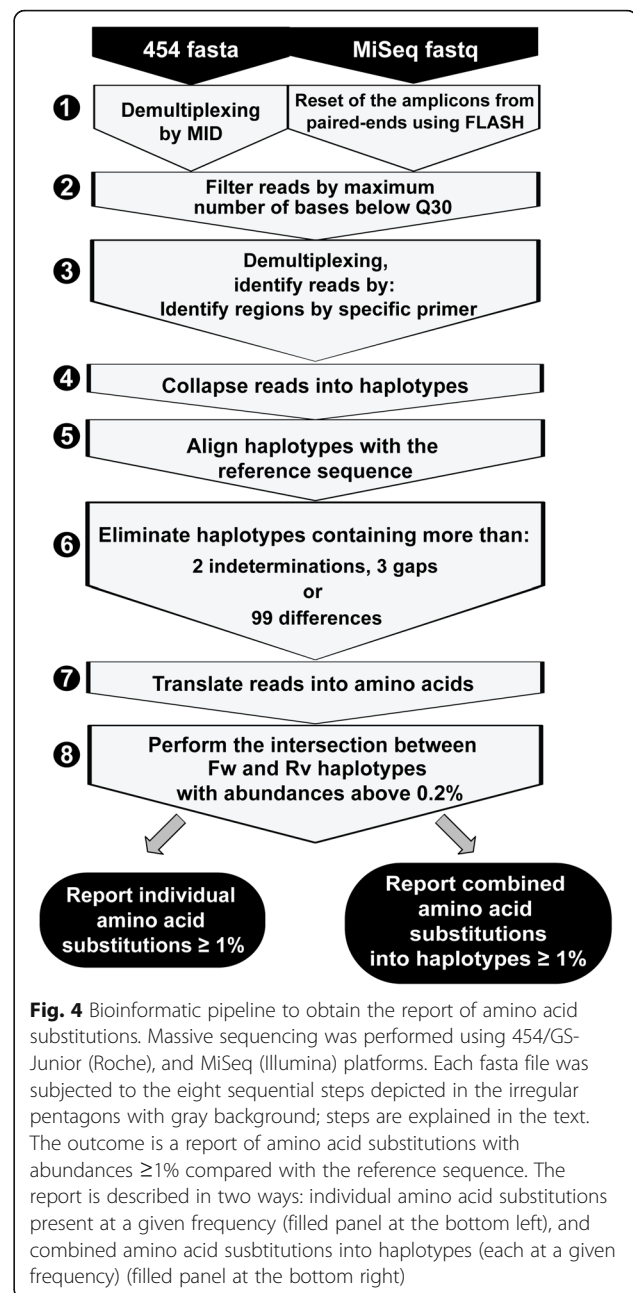 454 fasta
MiSeq fastq
1
Demultiplexing
by MID
Reset of the amplicons from
paired-ends using FLASH
2
Filter reads by maximum
number of bases below Q30
3
Demultiplexing,
identify reads by:
Identify regions by specific primer
4
Collapse reads into haplotypes
5
Align haplotypes with the
reference sequence
6
Eliminate haplotypes containing more than:
2 indeterminations, 3 gaps
or
99 differences
7
Translate reads into amino acids
8
Perform the intersection between
Fw and Rv haplotypes
with abundances above 0.2%
Report individual
amino acid
substitutions ≥ 1%
Report combined
amino acid
substitutions
into haplotypes ≥ 1%
Fig. 4 Bioinformatic pipeline to obtain the report of amino acid
substitutions. Massive sequencing was performed using 454/GS-
Junior (Roche), and MiSeq (Illumina) platforms. Each fasta file was
subjected to the eight sequential steps depicted in the irregular
pentagons with gray background; steps are explained in the text.
The outcome is a report of amino acid substitutions with
abundances ≥1% compared with the reference sequence. The
report is described in two ways: individual amino acid substitutions
present at a given frequency (filled panel at the bottom left), and
combined amino acid susbtitutions into haplotypes (each at a given
frequency) (filled panel at the bottom right)